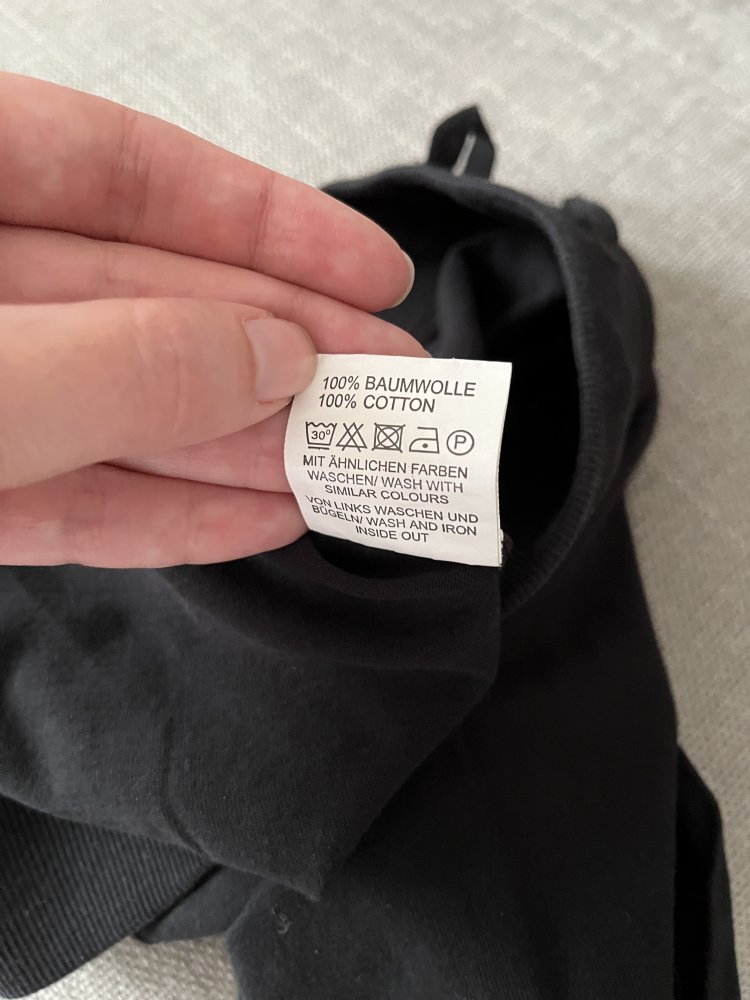 100% BAUMWOLLE
100% COTTON
30° P
MIT ÄHNLICHEN FARBEN
WASCHEN/ WASH WITH
SIMILAR COLOURS
VON LINKS WASCHEN UND
BÜGELN/ WASH AND IRON
INSIDE OUT